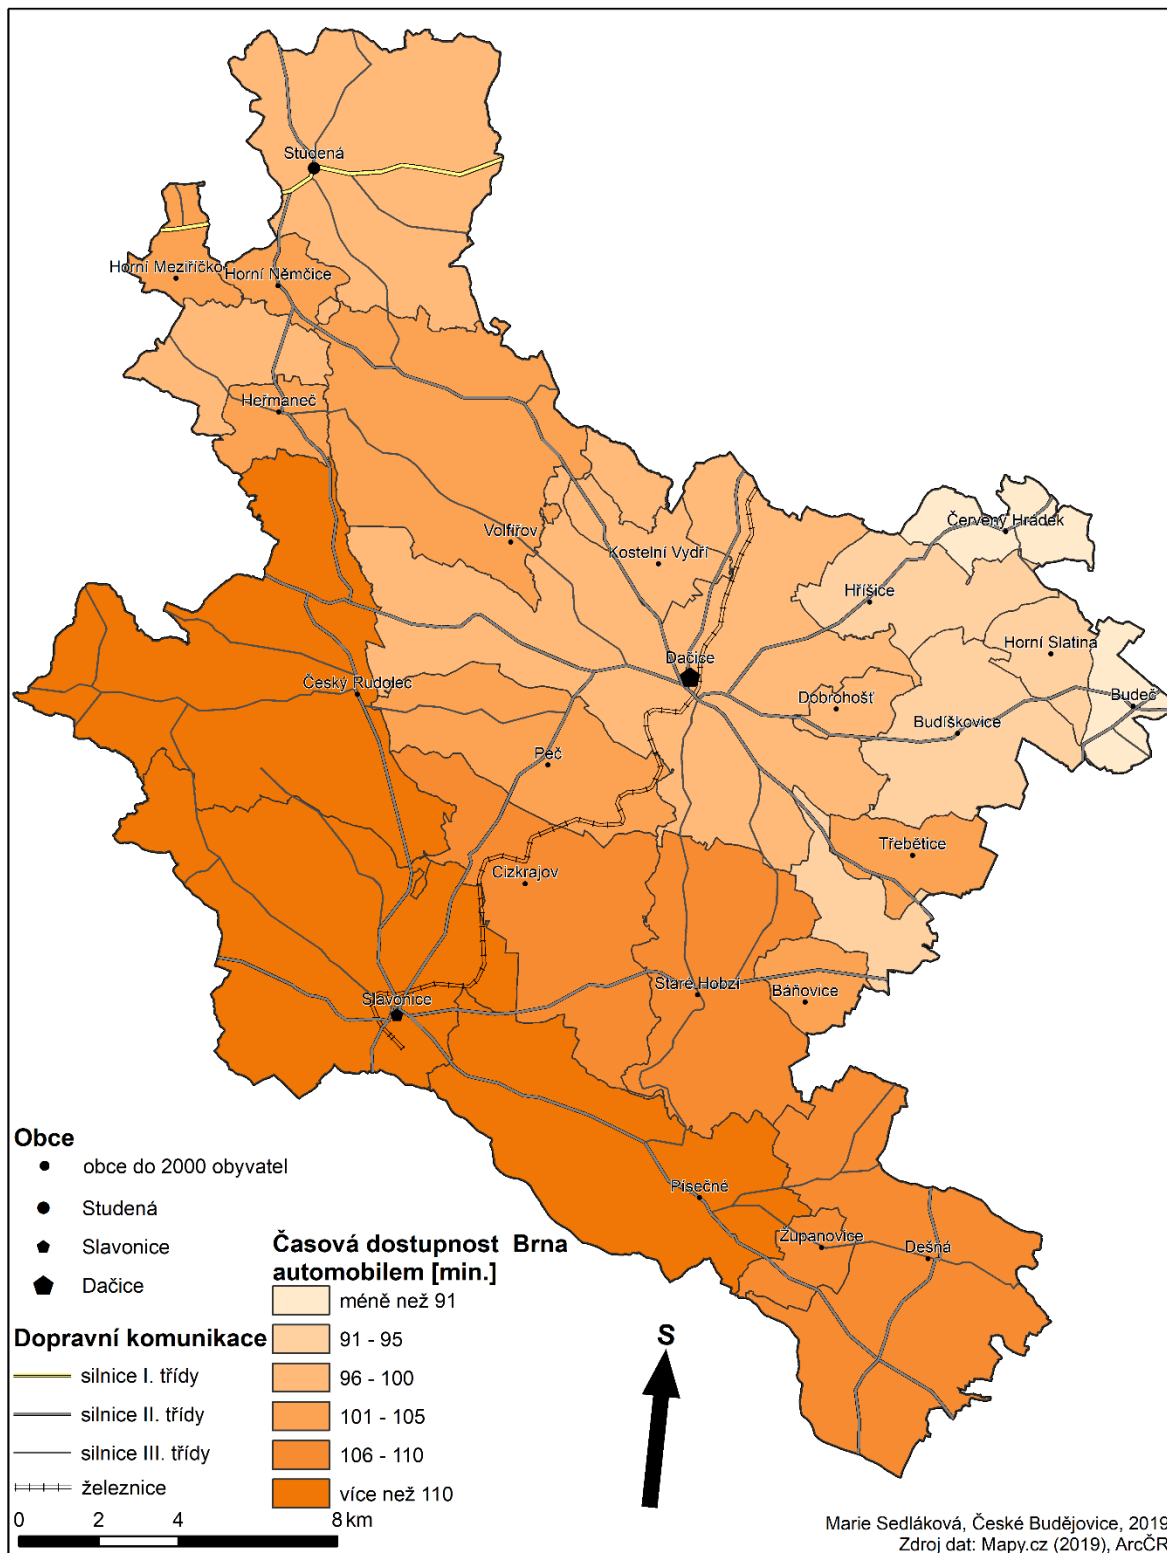 Studená
Horní Meziříčko
Horní Němčice
Heřmaneč
Volfířov
Kostelní Vydří
Červený Hrádek
Hříšice
Horní Slatina
Dačice
Český Rudolec
Dobrohošť
Budeč
Budíškovice
Peč
Třebětice
Cizkrajov
Staré Hobzí
Báňovice
Slavonice
Písečné
Županovice
Dešná
Obce
obce do 2000 obyvatel
Studená
Slavonice
Dačice
Dopravní komunikace
silnice I. třídy
silnice II. třídy
silnice III. třídy
železnice
0 2 4 8 km
Časová dostupnost Brna
automobilem [min.]
méně než 91
91 - 95
96 - 100
101 - 105
106 - 110
více než 110
S
Marie Sedláková, České Budějovice, 2019
Zdroj dat: Mapy.cz (2019), ArcČR